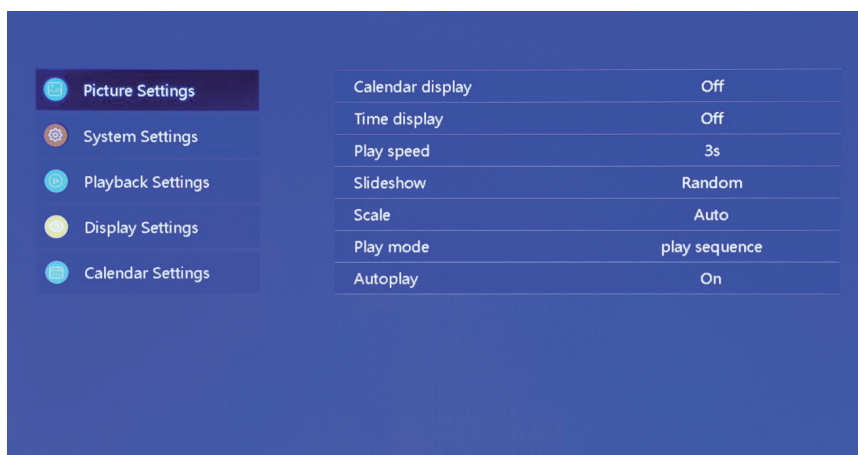 Picture Settings
System Settings
Playback Settings
Display Settings
Calendar Settings
Calendar display Off
Time display Off
Play speed 3s
Slideshow Random
Scale Auto
Play mode play sequence
Autoplay On